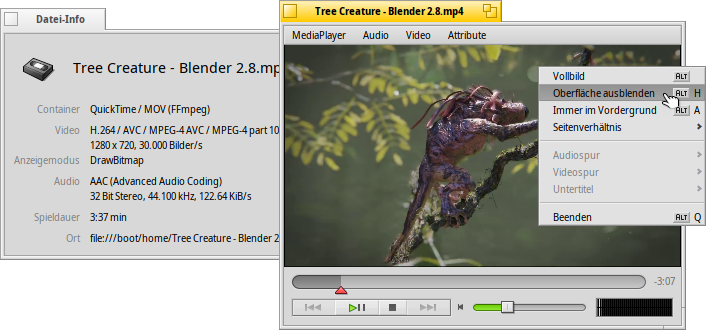 Datei-Info
Tree Creature - Blender 2.8.mp
Container QuickTime / MOV (FFmpeg)
Video H.264 / AVC / MPEG-4 AVC / MPEG-4 part 10
1280 x 720, 30.000 Bilder/s
Anzeigemodus DrawBitmap
Audio AAC (Advanced Audio Coding)
32 Bit Stereo, 44.100 kHz, 122.64 KiB/s
Spieldauer 3:37 min
Ort file:///boot/home/Tree Creature - Blender 2
Tree Creature - Blender 2.8.mp4
MediaPlayer Audio Video Attribute
Vollbild ALT
Oberfläche ausblenden ALT H
Immer im Vordergrund ALT A
Seitenverhältnis
Audiospur
Videospur
Untertitel
Beenden ALT Q
-3:07